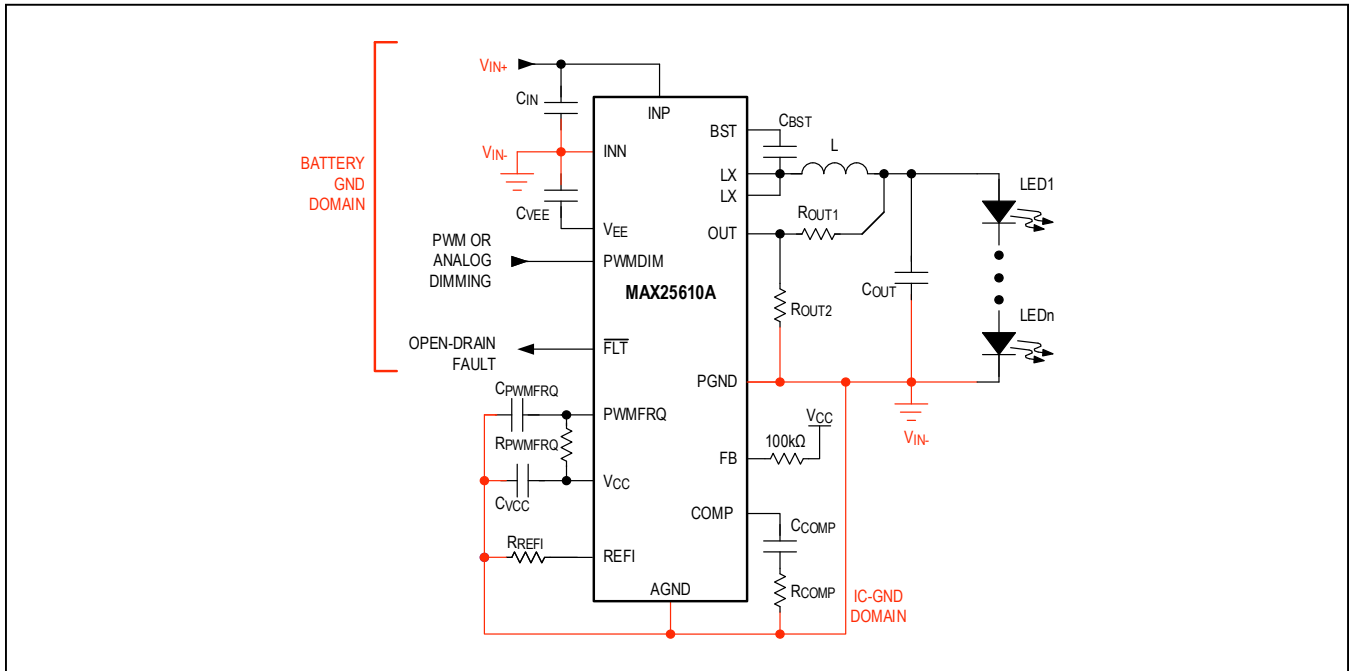 VIN+
CIN
VIN-
BATTERY
GND
DOMAIN
CVEE
PWM OR
ANALOG
DIMMING
OPEN-DRAIN
FAULT
CPWMFRQ
RPWMFRQ
CVCC
RREFI
INP
INN
VEE
PWMDIM
MAX25610A
FLT
PWMFRQ
VCC
REFI
AGND
BST
LX
LX
OUT
PGND
FB
COMP
CBST
L
ROUT1
ROUT2
COUT
LED1
LEDn
VIN-
VCC
100kΩ
CCOMP
RCOMP
IC-GND
DOMAIN